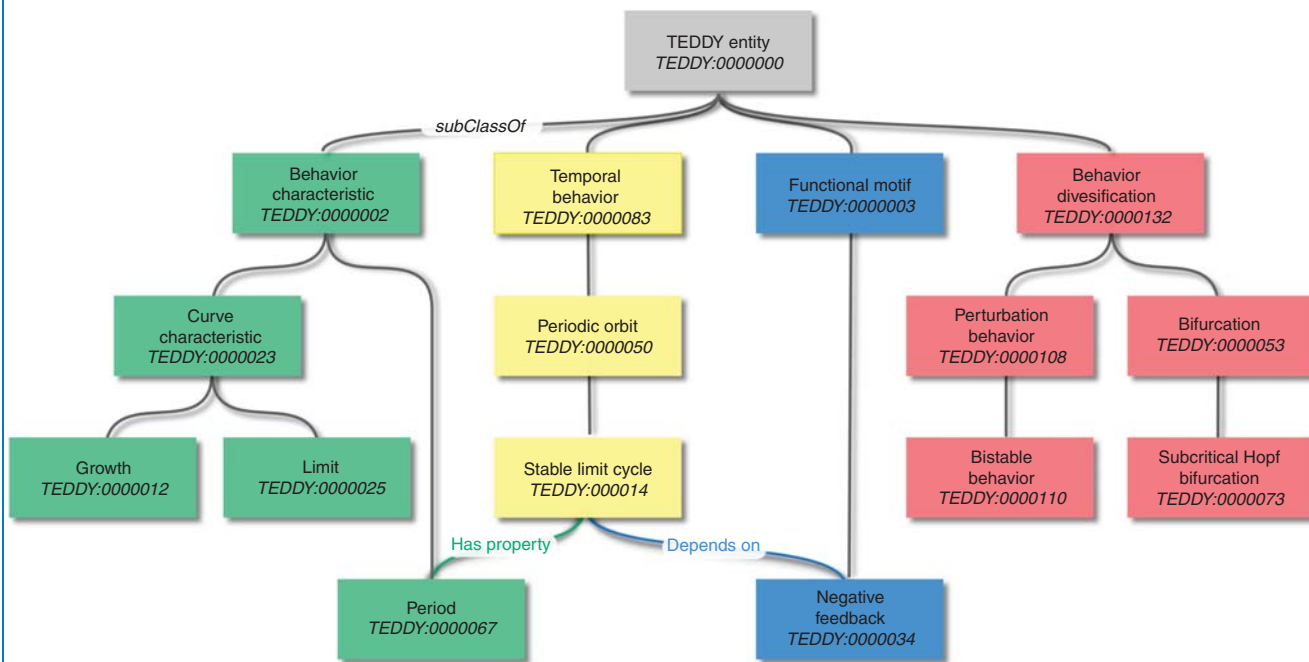 TEDDY entity
TEDDY:0000000
subClassOf
Behavior
characteristic
TEDDY:0000002
Temporal
behavior
TEDDY:0000083
Functional motif
TEDDY:0000003
Behavior
divesification
TEDDY:0000132
Curve
characteristic
TEDDY:0000023
Periodic orbit
TEDDY:0000050
Perturbation
behavior
TEDDY:0000108
Bifurcation
TEDDY:0000053
Growth
TEDDY:0000012
Limit
TEDDY:0000025
Stable limit cycle
TEDDY:000014
Bistable
behavior
TEDDY:0000110
Subcritical Hopf
bifurcation
TEDDY:0000073
Has property
Depends on
Period
TEDDY:0000067
Negative
feedback
TEDDY:0000034